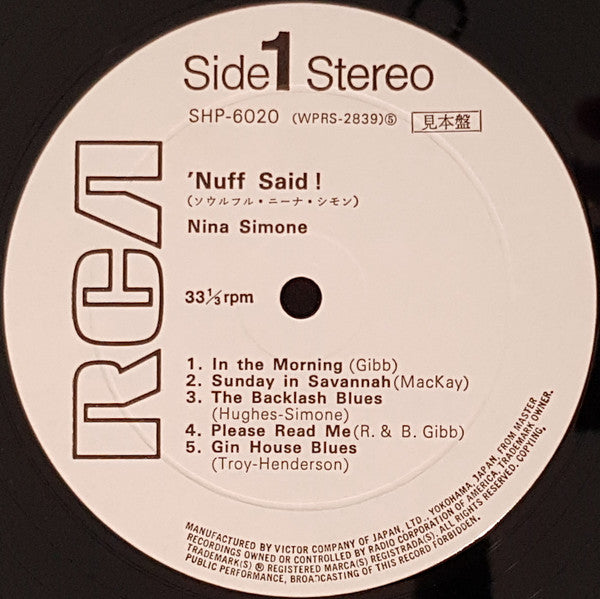 Side 1 Stereo
SHP-6020 (WPRS-2839)⑤ 見本盤
RCA
'Nuff Said!
(ソウルフル・ニーナ・シモン)
Nina Simone
33⅓rpm
1. In the Morning (Gibb)
2. Sunday in Savannah (MacKay)
3. The Backlash Blues
(Hughes-Simone)
4. Please Read Me (R. & B. Gibb)
5. Gin House Blues
(Troy-Henderson)
MANUFACTURED BY VICTOR COMPANY OF JAPAN, LTD., YOKOHAMA, JAPAN, FROM MASTER
RECORDINGS OWNED OR CONTROLLED BY RADIO CORPORATION OF AMERICA. TRADEMARK OWNER.
TRADEMARK(S) ® REGISTERED MARCA(S) REGISTRADA(S). ALL RIGHTS RESERVED. COPYING,
PUBLIC PERFORMANCE, BROADCASTING OF THIS RECORD FORBIDDEN.